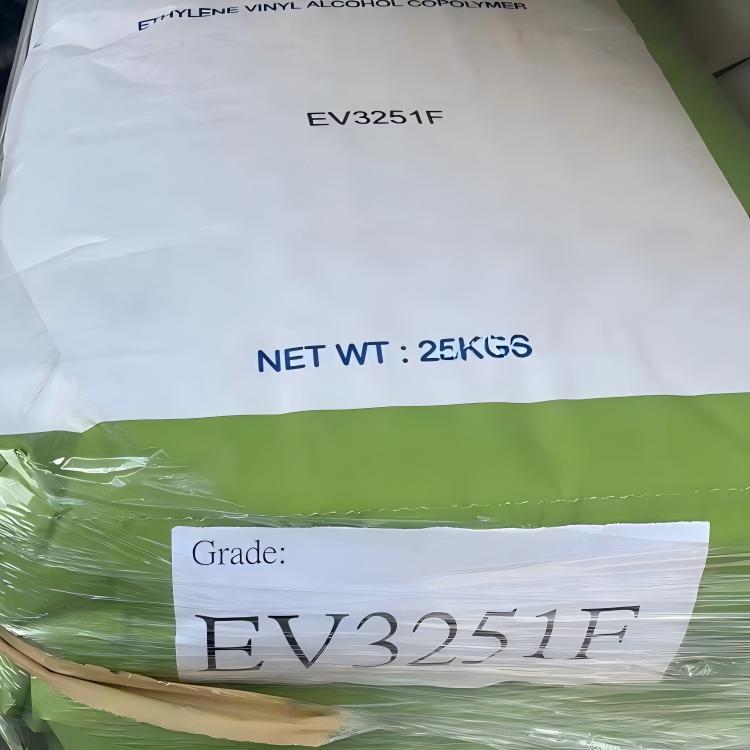 ETHYLENE VINYL ALCOHOL COPOLYMER
EV3251F
NET WT : 25KGS
Grade:
EV3251F